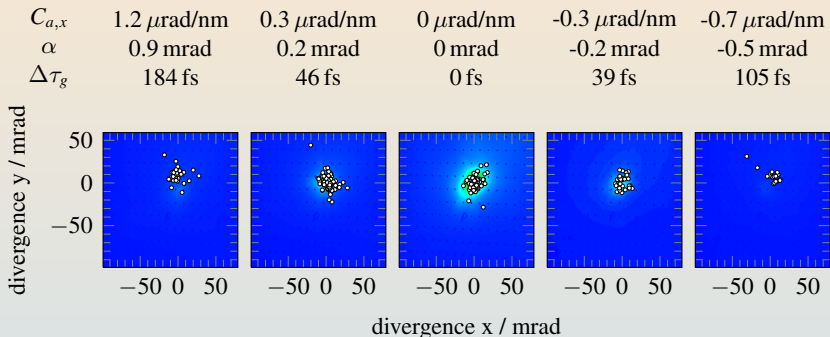 C_{a,x} 1.2 μrad/nm 0.3 μrad/nm 0 μrad/nm -0.3 μrad/nm -0.7 μrad/nm
α 0.9 mrad 0.2 mrad 0 mrad -0.2 mrad -0.5 mrad
Δτ_g 184 fs 46 fs 0 fs 39 fs 105 fs
divergence y / mrad
50
0
−50
−50 0 50 −50 0 50 −50 0 50 −50 0 50 −50 0 50
divergence x / mrad